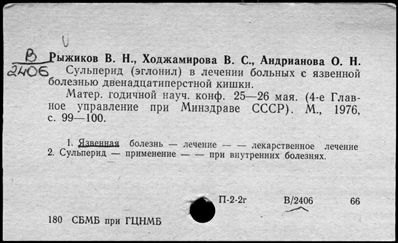 В
2406
Рыжиков В. Н., Ходжамирова В. С., Андрианова О. Н.
Сульперид (эглонил) в лечении больных с язвенной
болезнью двенадцатиперстной кишки.
Матер. годичной науч. конф. 25—26 мая. (4-е Глав-
ное управление при Минздраве СССР). М., 1976,
с. 99—100.
1. Язвенная болезнь — лечение — — лекарственное лечение
2. Сульперид — применение — — при внутренних болезнях.
П-2-2г В/2406 66
180 СБМБ при ГЦНМБ